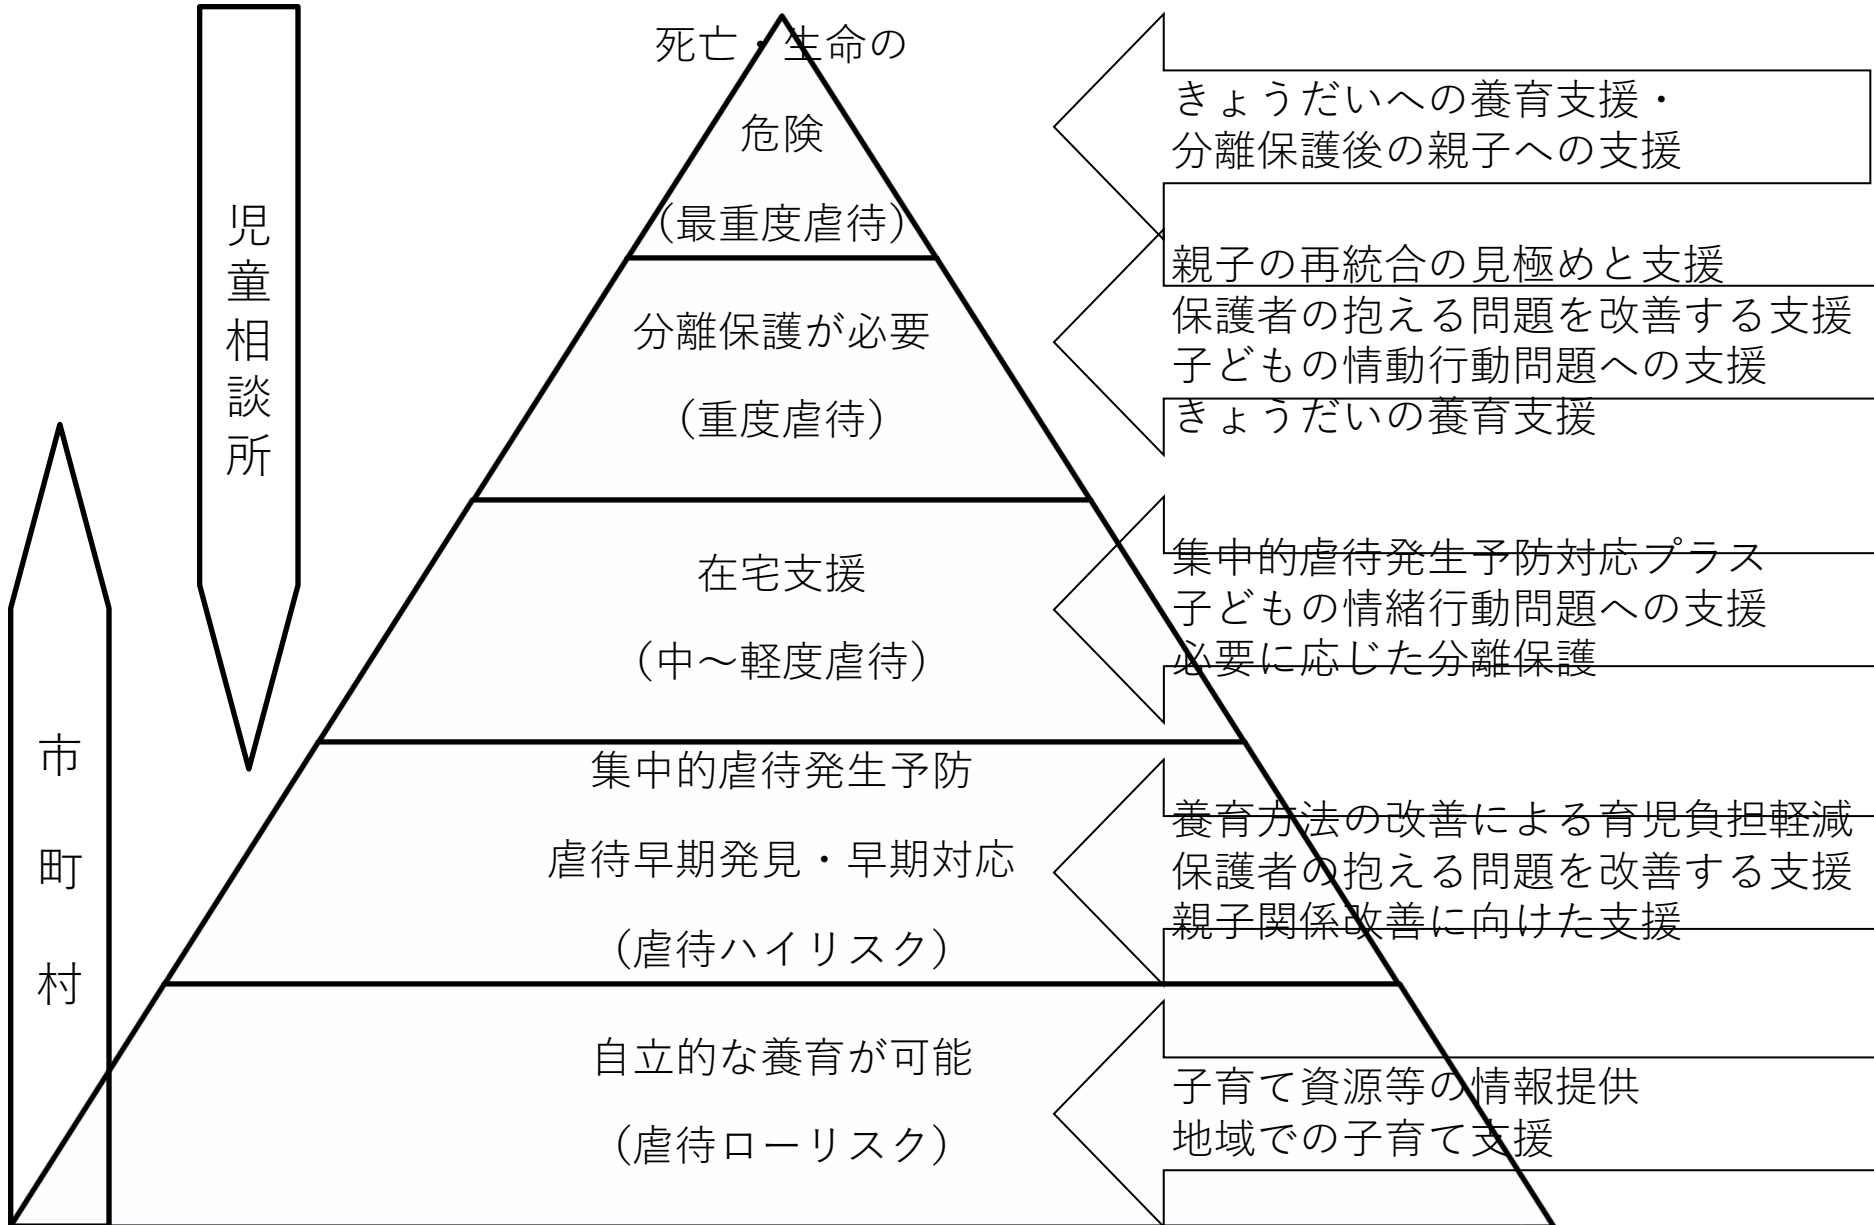 児童相談所
市町村
死亡・生命の
危険
（最重度虐待）
分離保護が必要
（重度虐待）
在宅支援
（中～軽度虐待）
集中的虐待発生予防
虐待早期発見・早期対応
（虐待ハイリスク）
自立的な養育が可能
（虐待ローリスク）
きょうだいへの養育支援・
分離保護後の親子への支援
親子の再統合の見極めと支援
保護者の抱える問題を改善する支援
子どもの情動行動問題への支援
きょうだいの養育支援
集中的虐待発生予防対応プラス
子どもの情緒行動問題への支援
必要に応じた分離保護
養育方法の改善による育児負担軽減
保護者の抱える問題を改善する支援
親子関係改善に向けた支援
子育て資源等の情報提供
地域での子育て支援